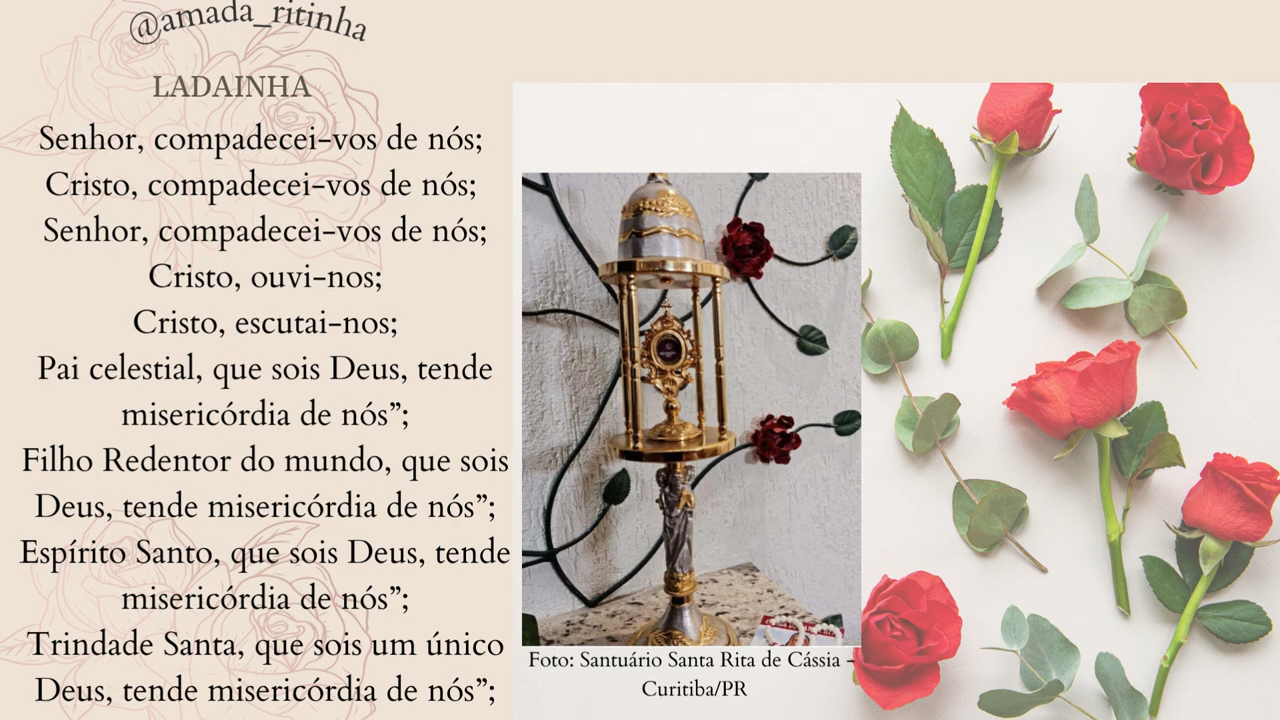 @amada_ritinha
LADAINHA
Senhor, compadecei-vos de nós;
Cristo, compadecei-vos de nós;
Senhor, compadecei-vos de nós;
Cristo, ouvi-nos;
Cristo, escutai-nos;
Pai celestial, que sois Deus, tende
misericórdia de nós”;
Filho Redentor do mundo, que sois
Deus, tende misericórdia de nós”;
Espírito Santo, que sois Deus, tende
misericórdia de nós”;
Trindade Santa, que sois um único
Deus, tende misericórdia de nós”;
Foto: Santuário Santa Rita de Cássia -
Curitiba/PR